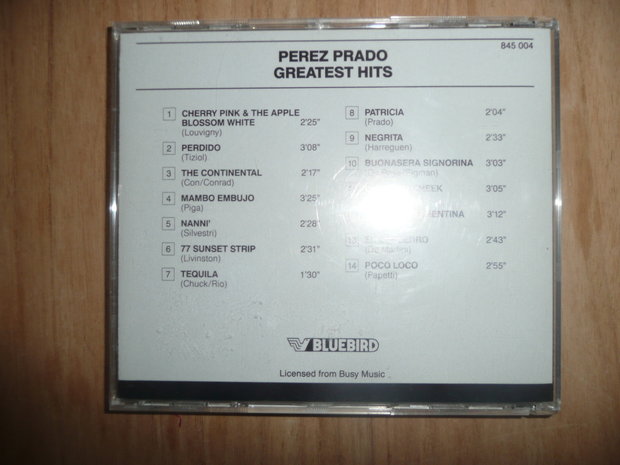 845 004
PEREZ PRADO
GREATEST HITS
1 CHERRY PINK & THE APPLE
BLOSSOM WHITE 2'25"
(Louvigny)
2 PERDIDO 3'08"
(Tiziol)
3 THE CONTINENTAL 2'17"
(Con/Conrad)
4 MAMBO EMBUJO 3'25"
(Piga)
5 NANNI' 2'28"
(Silvestri)
6 77 SUNSET STRIP 2'31"
(Livinston)
7 TEQUILA 1'30"
(Chuck/Rio)
8 PATRICIA 2'04"
(Prado)
9 NEGRITA 2'33"
(Harreguen)
10 BUONASERA SIGNORINA 3'03"
3'05"
3'12"
13 2'43"
(De Martini)
14 POCO LOCO 2'55"
(Papetti)
BLUEBIRD
Licensed from Busy Music